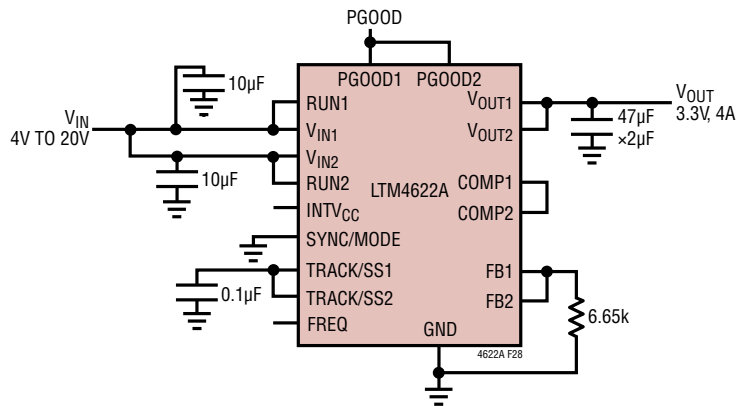 PGOOD
10µF
PGOOD1 PGOOD2
VIN
4V TO 20V
RUN1
VIN1
VIN2
RUN2
10µF
INTVCC
SYNC/MODE
TRACK/SS1
TRACK/SS2
0.1µF
FREQ
LTM4622A
GND
VOUT1
VOUT2
COMP1
COMP2
FB1
FB2
VOUT
3.3V, 4A
47µF
×2µF
6.65k
4622A F28